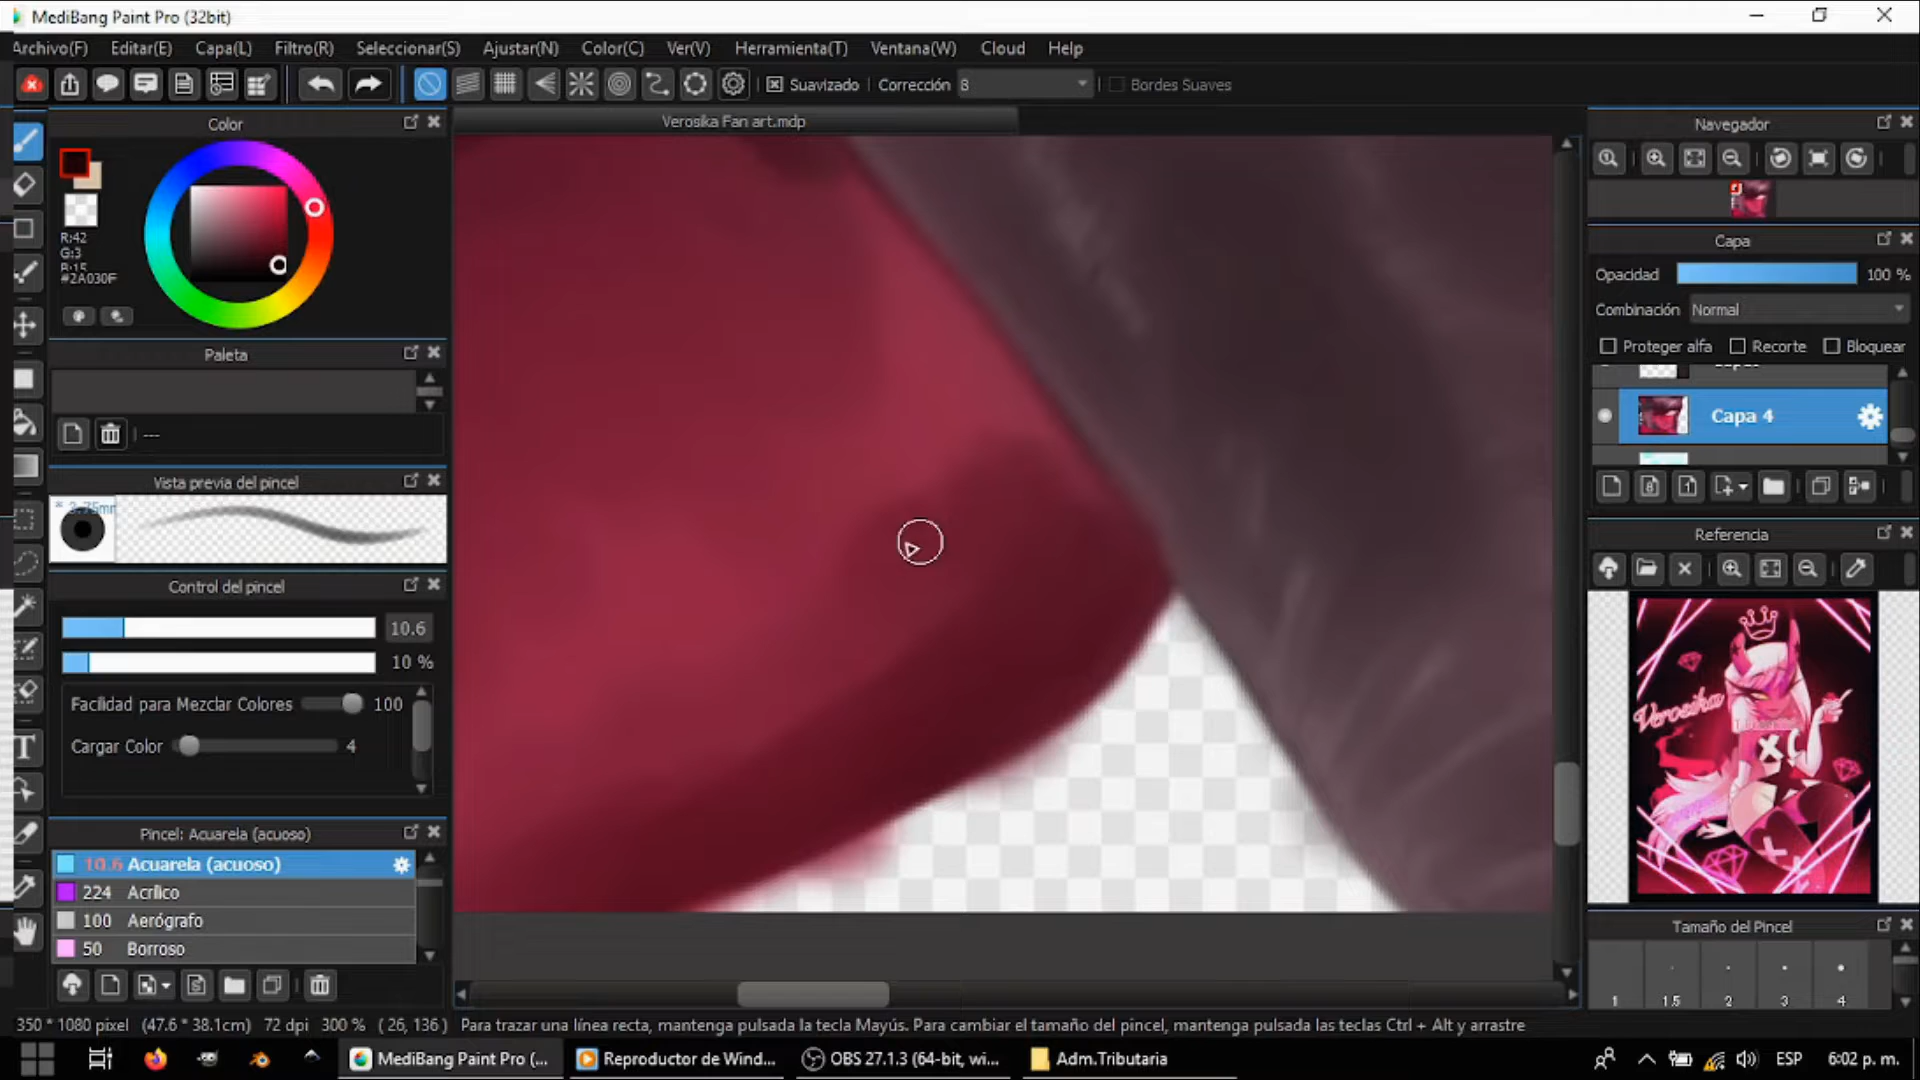 MediBang Paint Pro (32bit)
Archivo(F) Editar(E) Capa(L) Filtro(R) Seleccionar(S) Ajustar(N) Color(C) Ver(V) Herramienta(T) Ventana(W) Cloud Help
Suavizado Corrección 8 Bordes Suaves
Color
R:42
G:3
B:15
#2A030F
Paleta
---
Vista previa del pincel
* 3.75mm
Control del pincel
10.6
10 %
Facilidad para Mezclar Colores 100
Cargar Color 4
Pincel: Acuarela (acuoso)
10.6 Acuarela (acuoso)
224 Acrílico
100 Aerógrafo
50 Borroso
Verosika Fan art.mdp
Navegador
Capa
Opacidad 100 %
Combinación Normal
Proteger alfa Recorte Bloquear
Capa 4
Referencia
Verosika
Tamaño del Pincel
1 1.5 2 3 4
350 * 1080 pixel (47.6 * 38.1cm) 72 dpi 300 % ( 26, 136 ) Para trazar una línea recta, mantenga pulsada la tecla Mayús. Para cambiar el tamaño del pincel, mantenga pulsada las teclas Ctrl + Alt y arrastre
MediBang Paint Pro (... Reproductor de Wind... OBS 27.1.3 (64-bit, wi... Adm.Tributaria ESP 6:02 p. m.